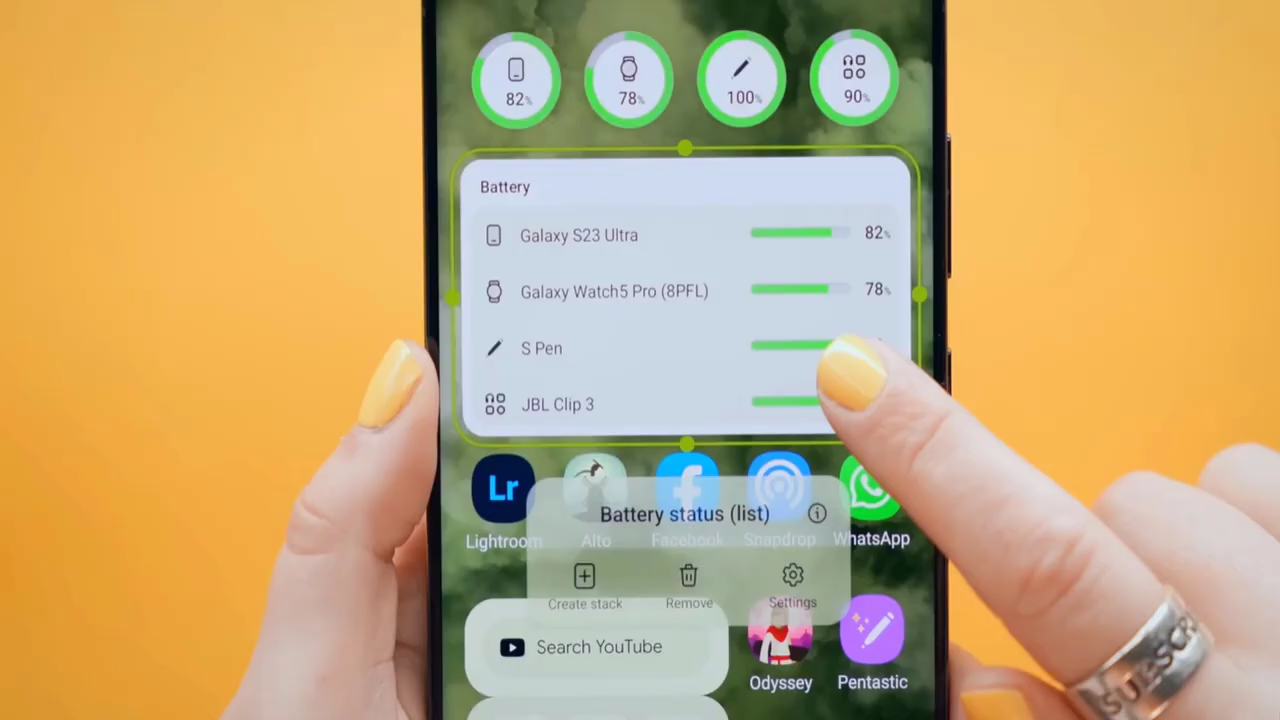 82%
78%
100%
90%
Battery
Galaxy S23 Ultra
82%
Galaxy Watch5 Pro (8PFL)
78%
S Pen
JBL Clip 3
Lr
Lightroom
Alto
Facebook
Snapdrop
WhatsApp
Battery status (list)
Create stack
Remove
Settings
Search YouTube
Odyssey
Pentastic